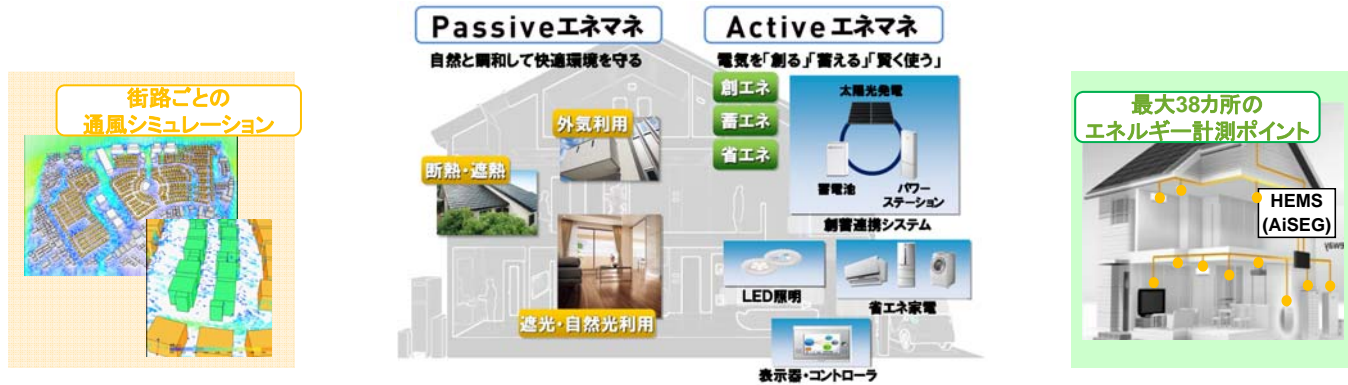 街路ごとの
通風シミュレーション
Passiveエネマネ
自然と調和して快適環境を守る
外気利用
断熱・遮熱
遮光・自然光利用
Activeエネマネ
電気を「創る」「蓄える」「賢く使う」
創エネ
蓄エネ
省エネ
太陽光発電
蓄電池
パワー
ステーション
創蓄連携システム
LED照明
省エネ家電
表示器・コントローラ
最大38カ所の
エネルギー計測ポイント
HEMS
(AiSEG)